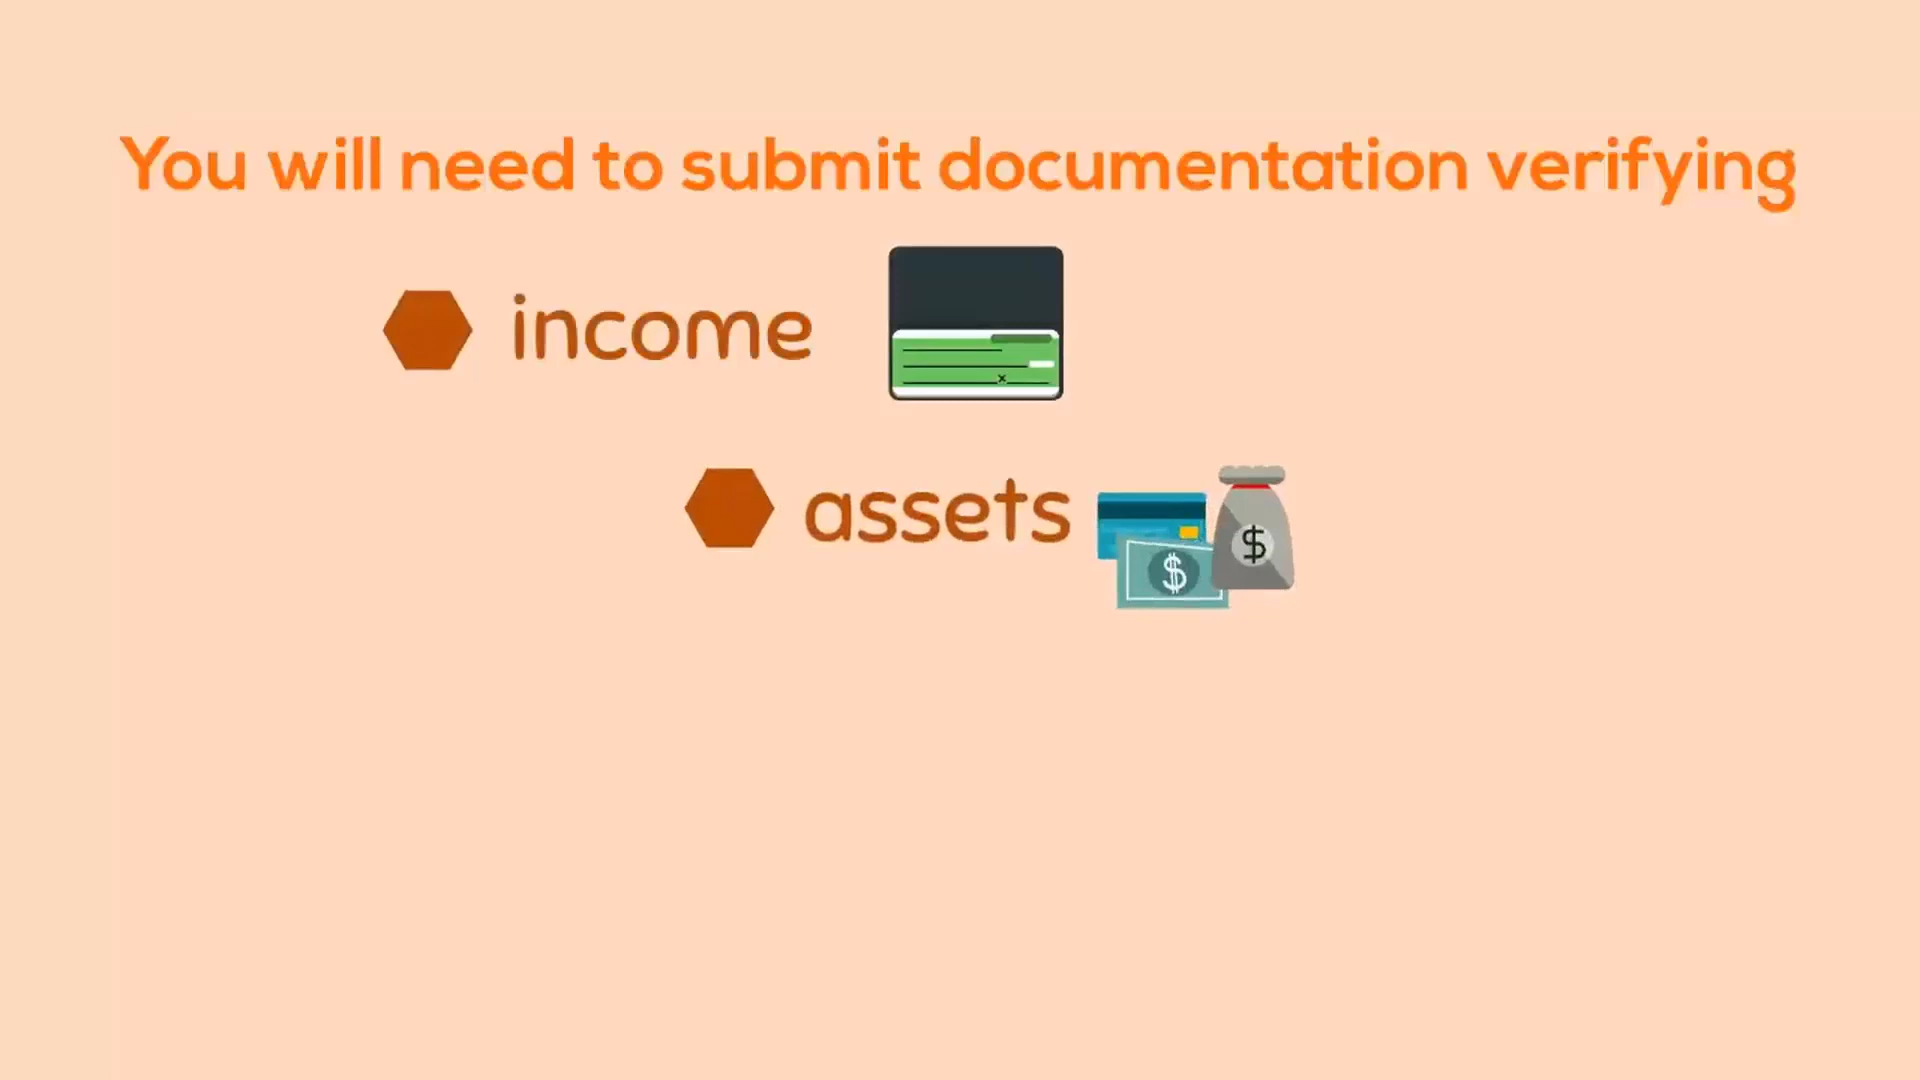 You will need to submit documentation verifying
income
assets
$
$